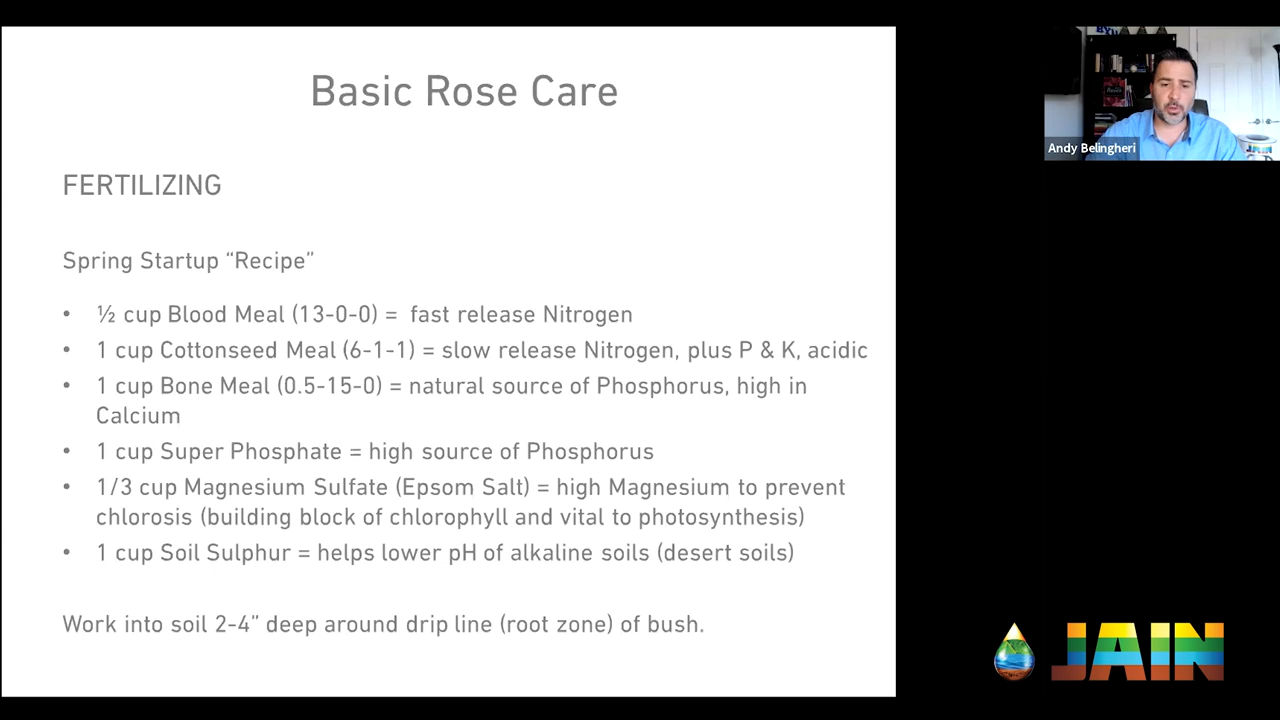 Basic Rose Care
FERTILIZING
Spring Startup “Recipe”
• ½ cup Blood Meal (13-0-0) = fast release Nitrogen
• 1 cup Cottonseed Meal (6-1-1) = slow release Nitrogen, plus P & K, acidic
• 1 cup Bone Meal (0.5-15-0) = natural source of Phosphorus, high in
Calcium
• 1 cup Super Phosphate = high source of Phosphorus
• 1/3 cup Magnesium Sulfate (Epsom Salt) = high Magnesium to prevent
chlorosis (building block of chlorophyll and vital to photosynthesis)
• 1 cup Soil Sulphur = helps lower pH of alkaline soils (desert soils)
Work into soil 2-4” deep around drip line (root zone) of bush.
Andy Belingheri
JAIN